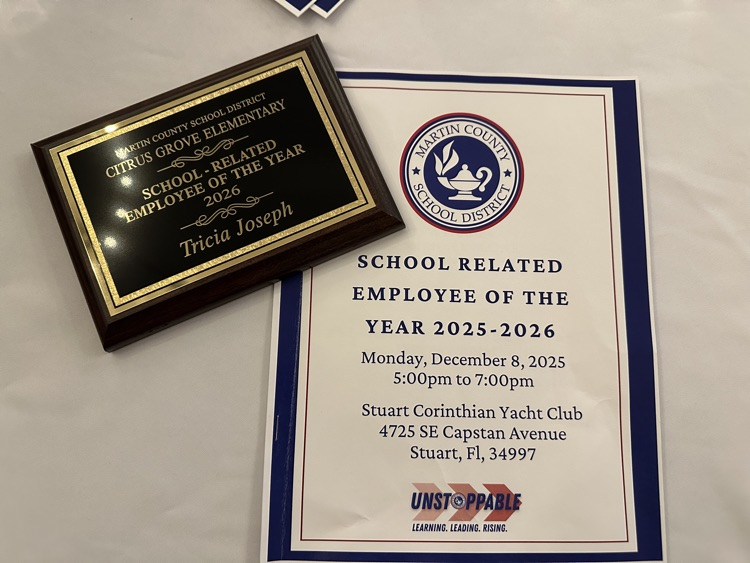 MARTIN COUNTY SCHOOL DISTRICT
CITRUS GROVE ELEMENTARY
SCHOOL - RELATED
EMPLOYEE OF THE YEAR
2026
Tricia Joseph
MARTIN COUNTY
SCHOOL DISTRICT
SCHOOL RELATED
EMPLOYEE OF THE
YEAR 2025-2026
Monday, December 8, 2025
5:00pm to 7:00pm
Stuart Corinthian Yacht Club
4725 SE Capstan Avenue
Stuart, Fl, 34997
UNSTOPPABLE
LEARNING. LEADING. RISING.